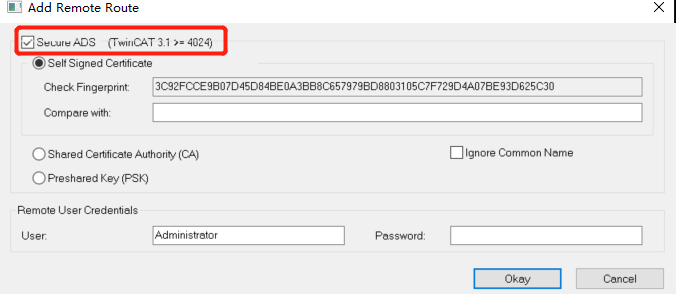 Add Remote Route
Secure ADS (TwinCAT 3.1 >= 4024)
Self Signed Certificate
Check Fingerprint: 3C92FCCE9B07D45D84BE0A3BB8C657979BD8803105C7F729D4A07BE93D625C30
Compare with:
Shared Certificate Authority (CA) Ignore Common Name
Preshared Key (PSK)
Remote User Credentials
User: Administrator Password:
Okay Cancel